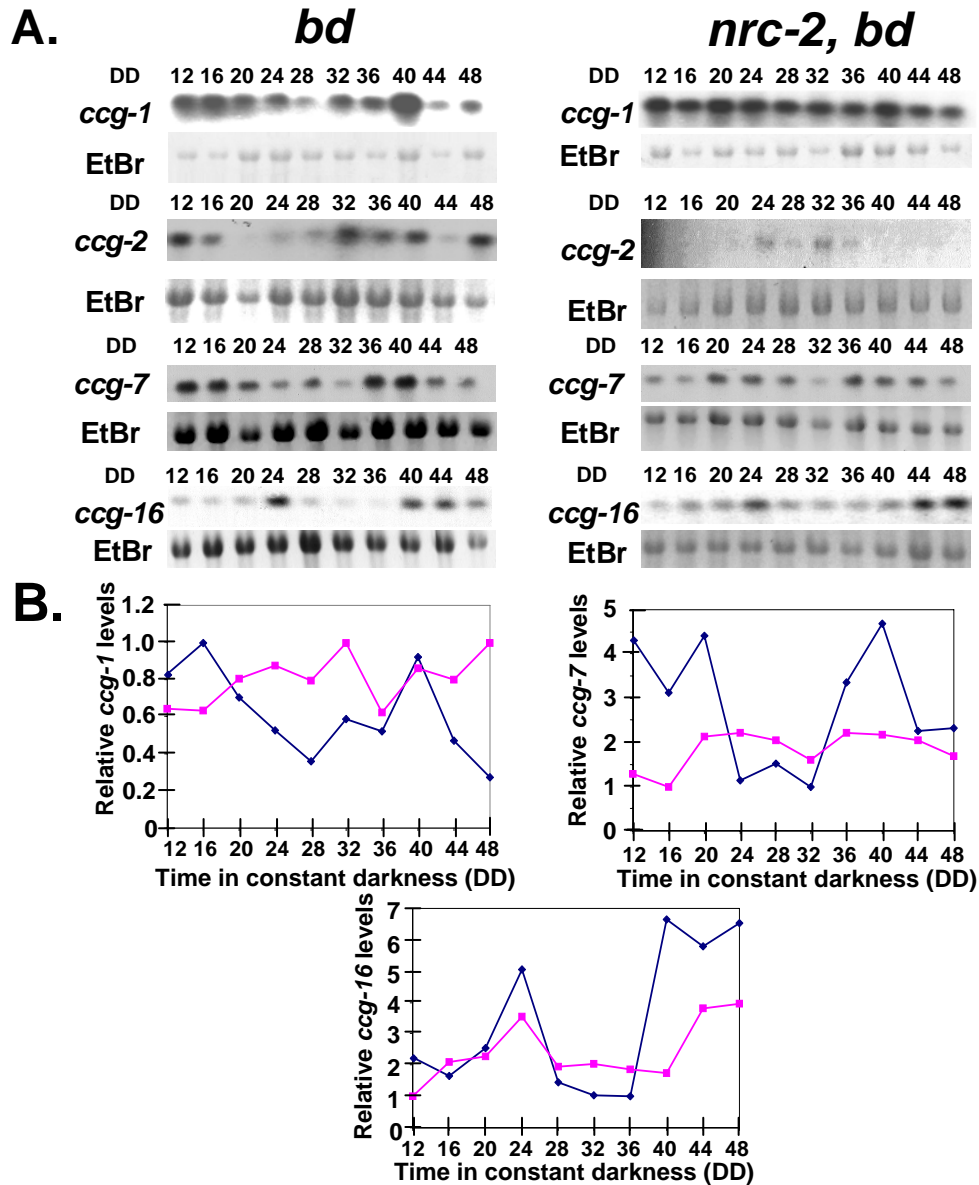 A.
bd
DD 12 16 20 24 28 32 36 40 44 48
ccg-1
EtBr
DD 12 16 20 24 28 32 36 40 44 48
ccg-2
EtBr
DD 12 16 20 24 28 32 36 40 44 48
ccg-7
EtBr
DD 12 16 20 24 28 32 36 40 44 48
ccg-16
EtBr
nrc-2, bd
DD 12 16 20 24 28 32 36 40 44 48
ccg-1
EtBr
DD 12 16 20 24 28 32 36 40 44 48
ccg-2
EtBr
DD 12 16 20 24 28 32 36 40 44 48
ccg-7
EtBr
DD 12 16 20 24 28 32 36 40 44 48
ccg-16
EtBr
B.
Relative ccg-1 levels
1.2
1.0
0.8
0.6
0.4
0.2
0
12 16 20 24 28 32 36 40 44 48
Time in constant darkness (DD)
Relative ccg-7 levels
5
4
3
2
1
0
12 16 20 24 28 32 36 40 44 48
Time in constant darkness (DD)
Relative ccg-16 levels
7
6
5
4
3
2
1
0
12 16 20 24 28 32 36 40 44 48
Time in constant darkness (DD)